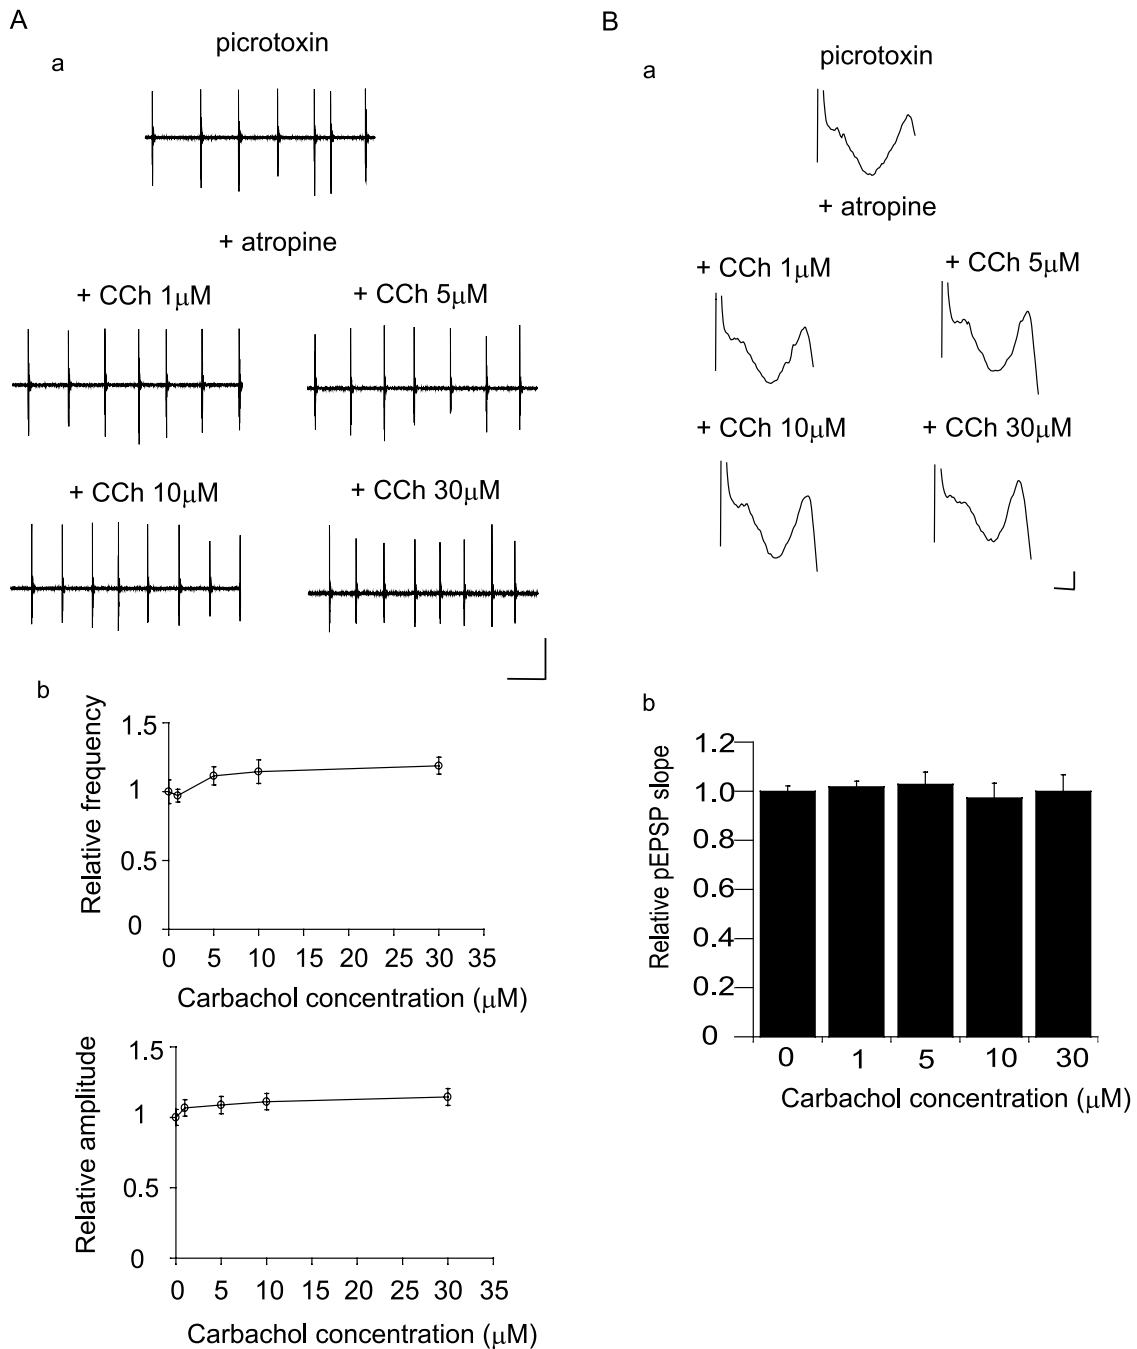 A
picrotoxin
a
+ atropine
+ CCh 1μM
+ CCh 5μM
+ CCh 10μM
+ CCh 30μM
b
Relative frequency
1.5
1
0.5
0
0 5 10 15 20 25 30 35
Carbachol concentration (μM)
Relative amplitude
1.5
1
0.5
0
0 5 10 15 20 25 30 35
Carbachol concentration (μM)
B
a
picrotoxin
+ atropine
+ CCh 1μM
+ CCh 5μM
+ CCh 10μM
+ CCh 30μM
b
Relative pEPSP slope
1.2
1.0
0.8
0.6
0.4
0.2
0
0 1 5 10 30
Carbachol concentration (μM)